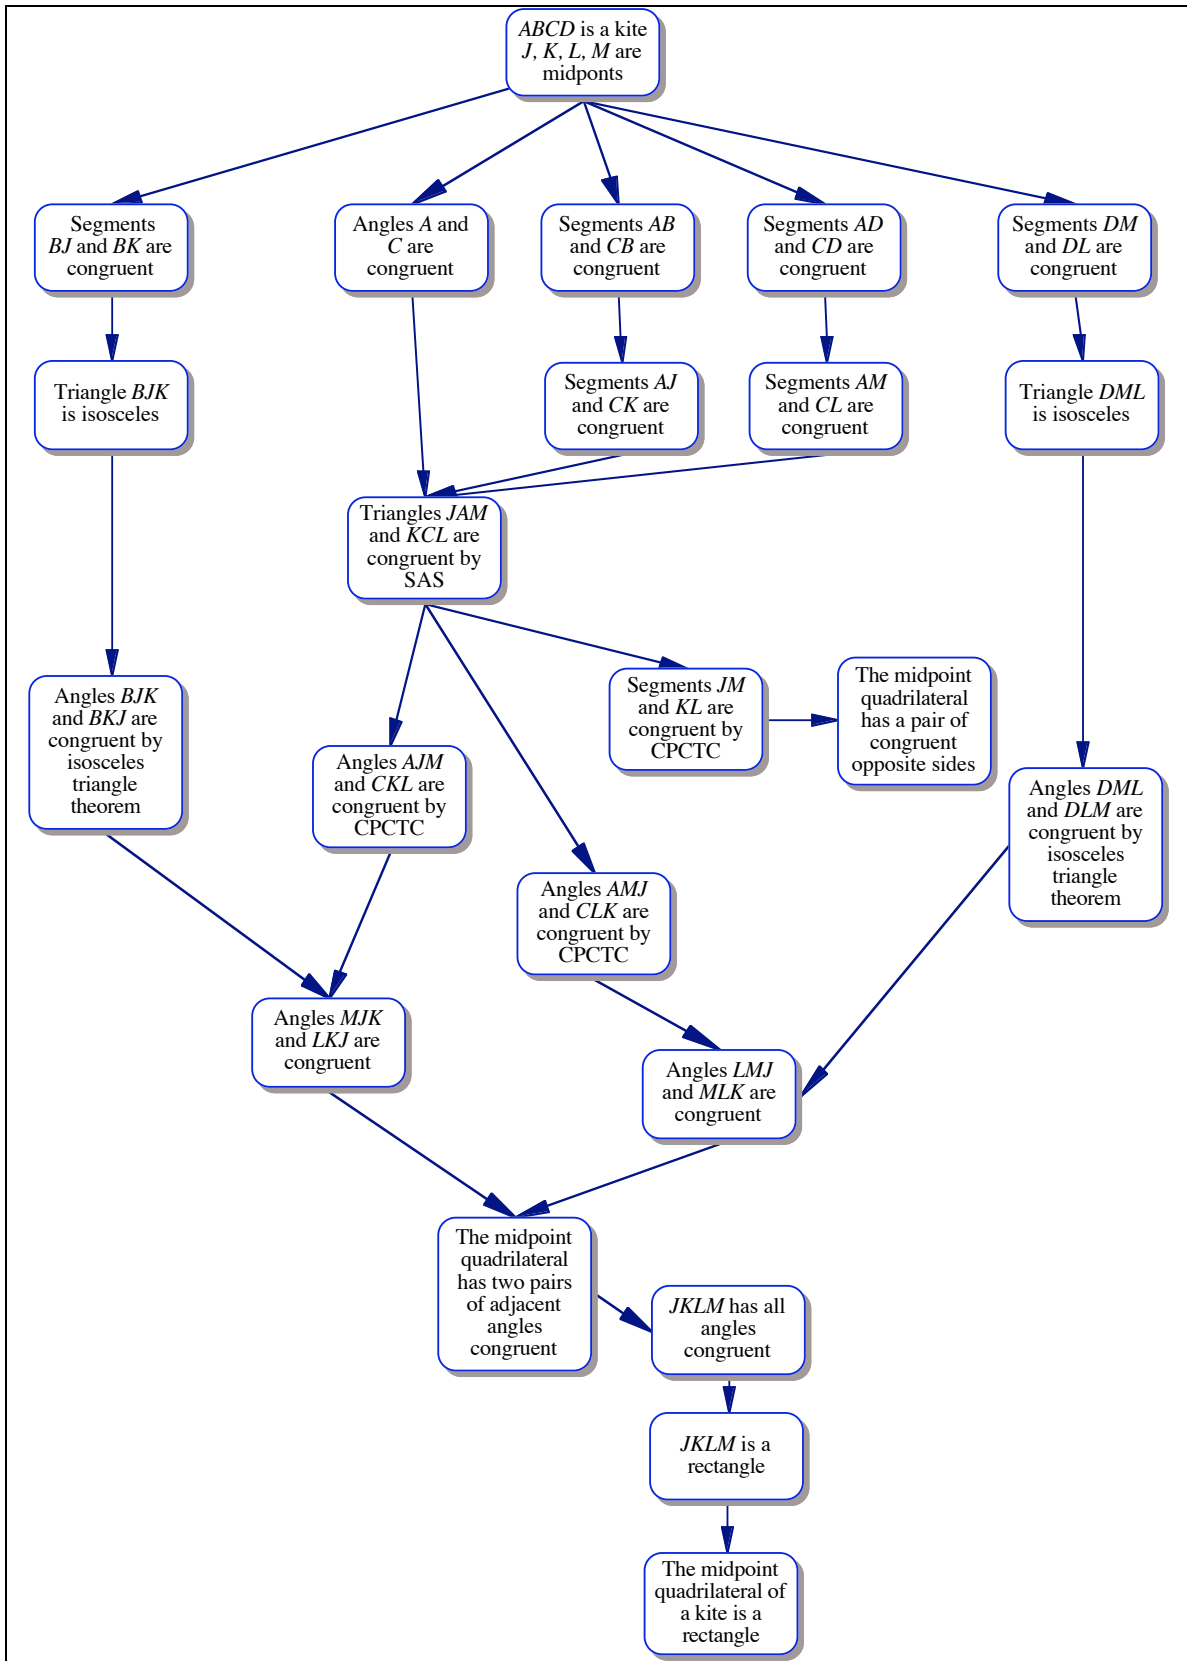 ABCD is a kite
J, K, L, M are
midponts
Segments
BJ and BK are
congruent
Angles A and
C are
congruent
Segments AB
and CB are
congruent
Segments AD
and CD are
congruent
Segments DM
and DL are
congruent
Triangle BJK
is isosceles
Segments AJ
and CK are
congruent
Segments AM
and CL are
congruent
Triangle DML
is isosceles
Triangles JAM
and KCL are
congruent by
SAS
Angles BJK
and BKJ are
congruent by
isosceles
triangle
theorem
Angles AJM
and CKL are
congruent by
CPCTC
Segments JM
and KL are
congruent by
CPCTC
The midpoint
quadrilateral
has a pair of
congruent
opposite sides
Angles DML
and DLM are
congruent by
isosceles
triangle
theorem
Angles AMJ
and CLK are
congruent by
CPCTC
Angles MJK
and LKJ are
congruent
Angles LMJ
and MLK are
congruent
The midpoint
quadrilateral
has two pairs
of adjacent
angles
congruent
JKLM has all
angles
congruent
JKLM is a
rectangle
The midpoint
quadrilateral of
a kite is a
rectangle